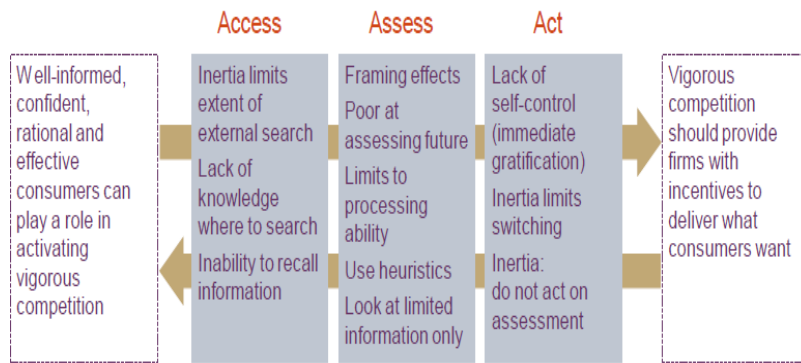 Access
Assess
Act
Well-informed,
confident,
rational and
effective
consumers can
play a role in
activating
vigorous
competition
Inertia limits
extent of
external search
Lack of
knowledge
where to search
Inability to recall
information
Framing effects
Poor at
assessing future
Limits to
processing
ability
Use heuristics
Look at limited
information only
Lack of
self-control
(immediate
gratification)
Inertia limits
switching
Inertia:
do not act on
assessment
Vigorous
competition
should provide
firms with
incentives to
deliver what
consumers want